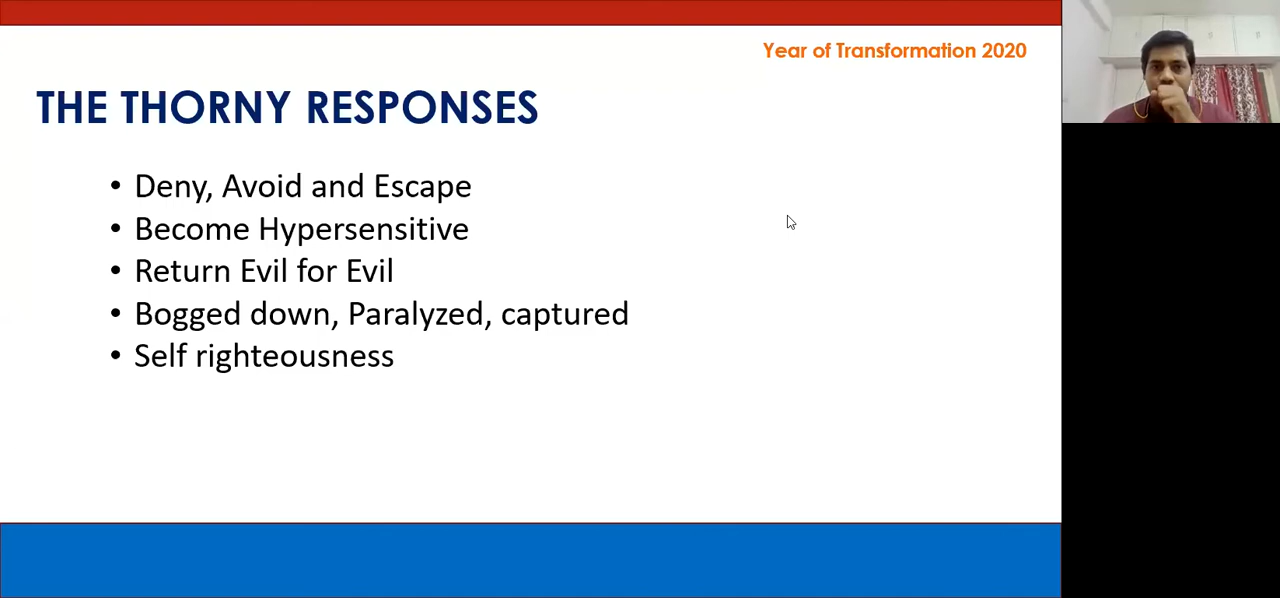 Year of Transformation 2020
THE THORNY RESPONSES
• Deny, Avoid and Escape
• Become Hypersensitive
• Return Evil for Evil
• Bogged down, Paralyzed, captured
• Self righteousness